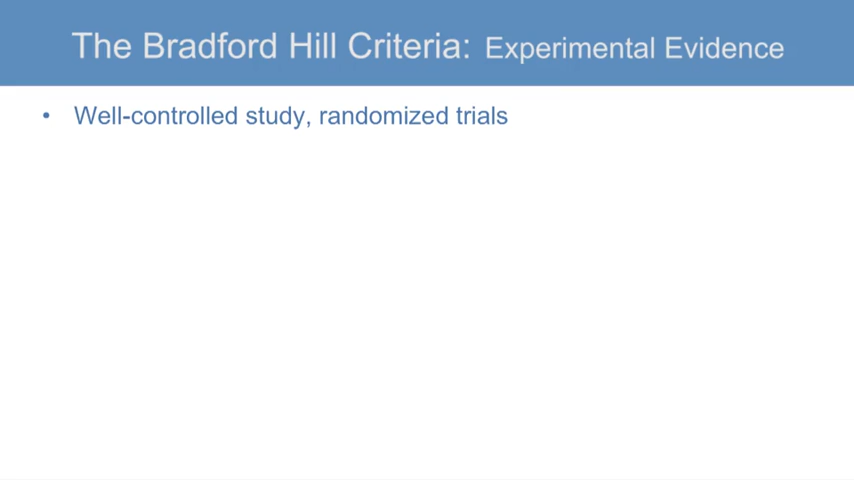 The Bradford Hill Criteria: Experimental Evidence
• Well-controlled study, randomized trials